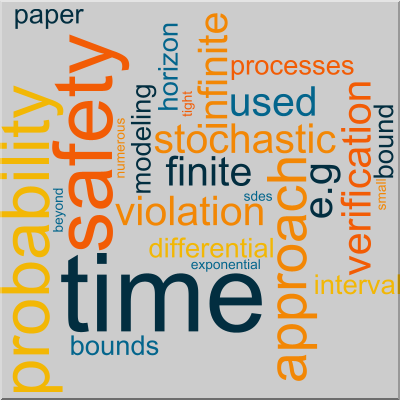 paper
horizon
infinite
processes
safety
tight
modeling
used
numerous
stochastic
verification
bound
probability
finite
e.g
approach
small
beyond
violation
sdes
differential
exponential
time
interval
bounds